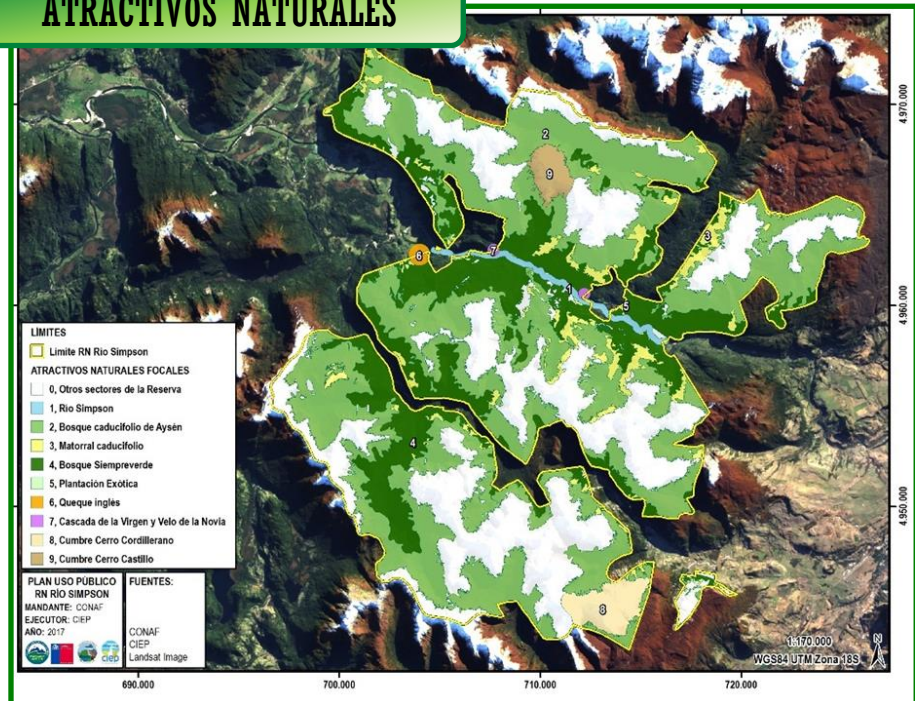 ATRACTIVOS NATURALES
2
9
3
6
7
1
5
4
8
4.970.000
4.960.000
4.950.000
LÍMITES
Límite RN Río Simpson
ATRACTIVOS NATURALES FOCALES
0, Otros sectores de la Reserva
1, Río Simpson
2, Bosque caducifolio de Aysén
3, Matorral caducifolio
4, Bosque Siempreverde
5, Plantación Exótica
6, Queque inglés
7, Cascada de la Virgen y Velo de la Novia
8, Cumbre Cerro Cordillerano
9, Cumbre Cerro Castillo
PLAN USO PÚBLICO
RN RÍO SIMPSON
MANDANTE: CONAF
EJECUTOR: CIEP
AÑO: 2017
ciep
FUENTES:
CONAF
CIEP
Landsat Image
1:170.000
WGS84 UTM Zona 18S
N
690.000
700.000
710.000
720.000